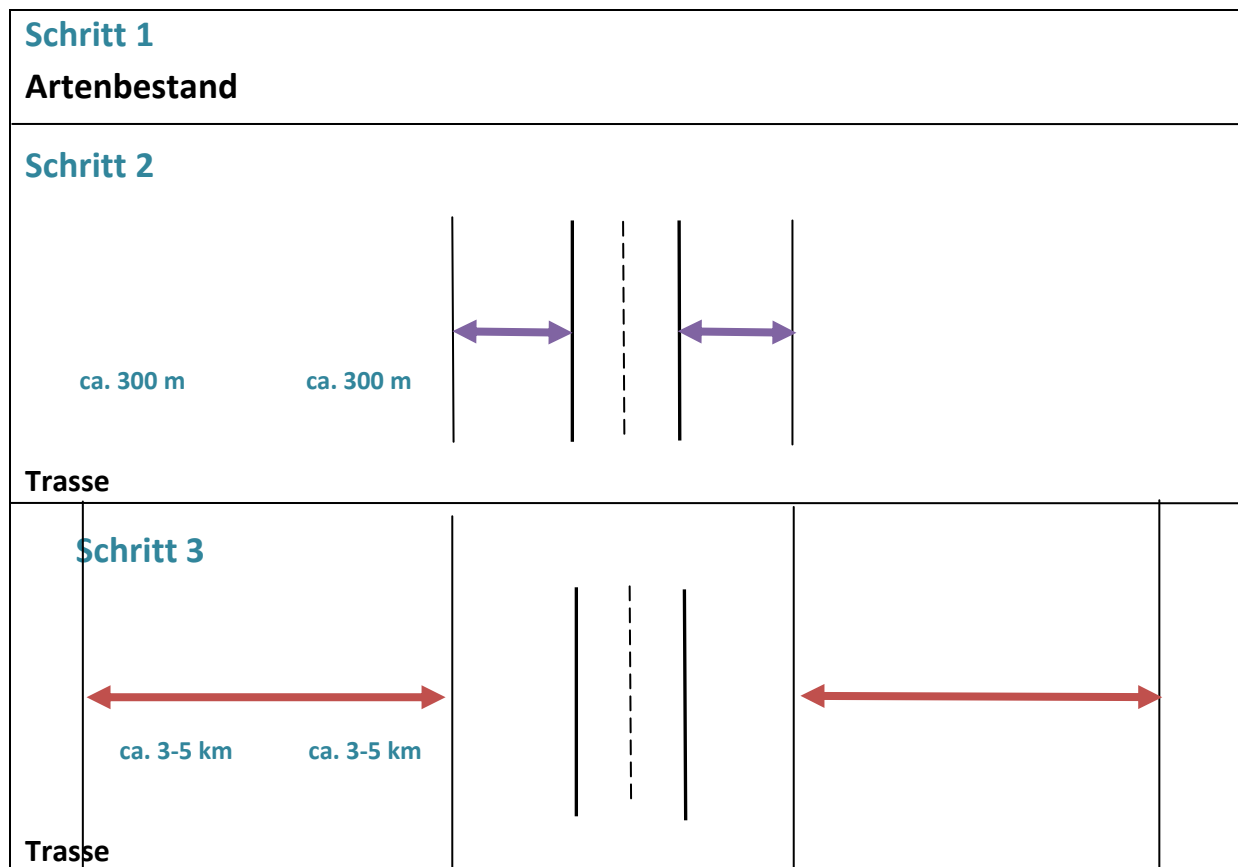 Schritt 1
Artenbestand
Schritt 2
ca. 300 m ca. 300 m
Trasse
Schritt 3
ca. 3-5 km ca. 3-5 km
Trasse